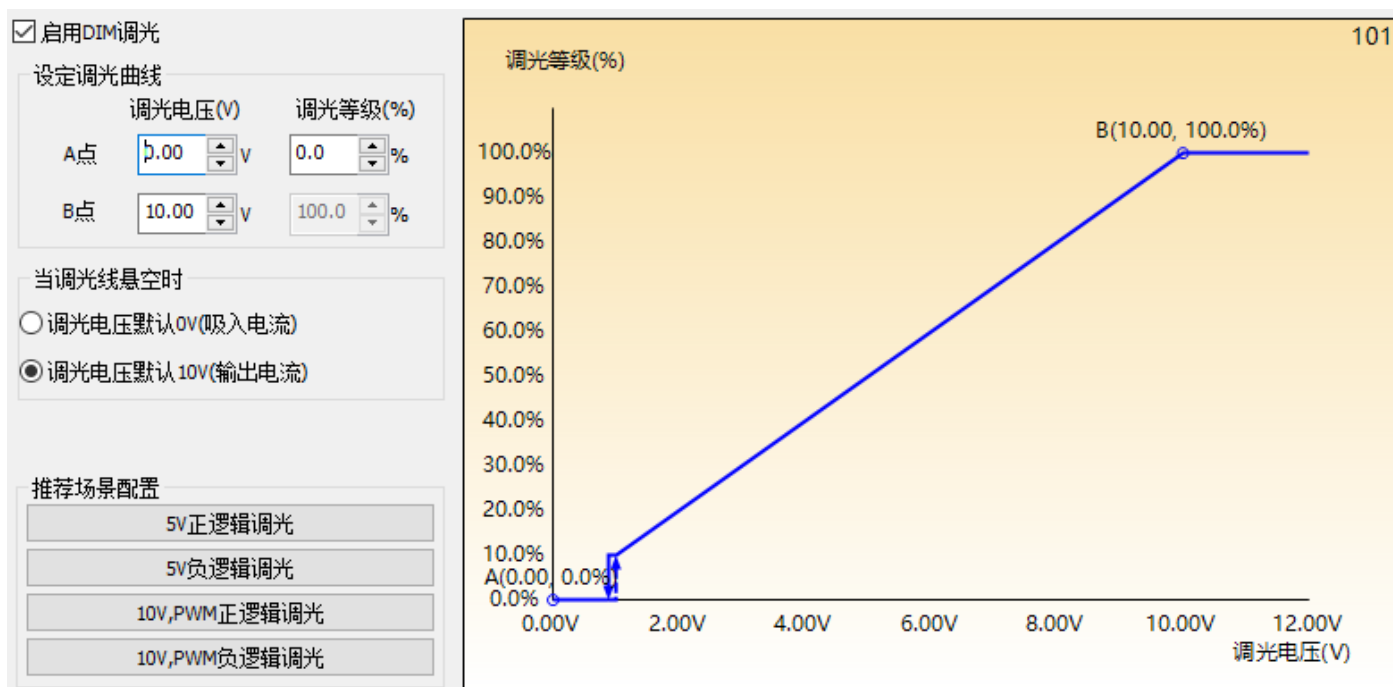 启用DIM调光
设定调光曲线
调光电压(V) 调光等级(%)
A点 0.00 V 0.0 %
B点 10.00 V 100.0 %
当调光线悬空时
调光电压默认0V(吸入电流)
调光电压默认10V(输出电流)
推荐场景配置
5V正逻辑调光
5V负逻辑调光
10V,PWM正逻辑调光
10V,PWM负逻辑调光
101
调光等级(%)
B(10.00, 100.0%)
100.0%
90.0%
80.0%
70.0%
60.0%
50.0%
40.0%
30.0%
20.0%
10.0%
A(0.00, 0.0%)
0.0%
0.00V 2.00V 4.00V 6.00V 8.00V 10.00V 12.00V
调光电压(V)